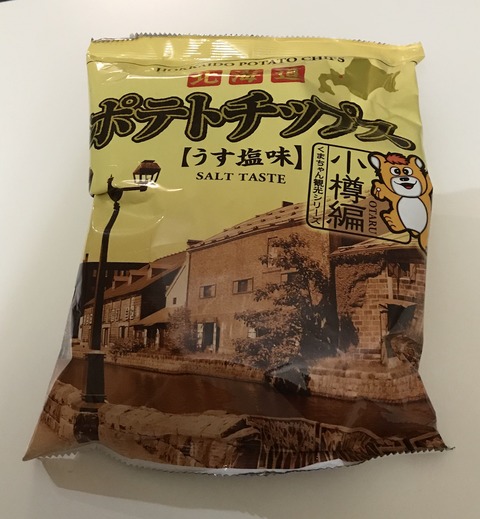 HOKKAIDO POTATO CHIPS
北海道
ポテトチップス
【うす塩味】
SALT TASTE
くまちゃん観光シリーズ
小樽編
OTARU